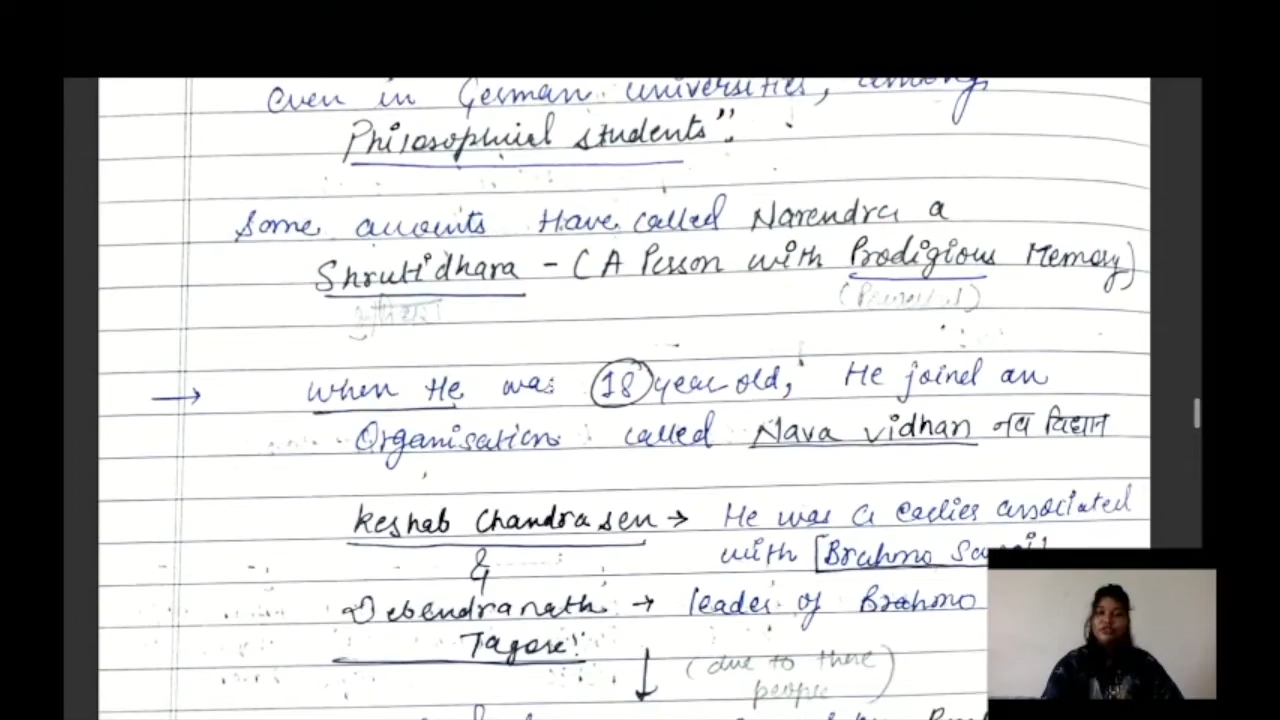 even in German universities, among
Philosophical students".
Some accounts Have called Narendra a
Shrutidhara - (A Person with Prodigious Memory)
→ when He was 18 year old, He joined an
Organisation called Nava vidhan नव विधान
Keshab Chandra sen → He was a earlier associated
with [Brahmo
&
Debendranath → leader of Brahmo
Tagore
(due to these
people)